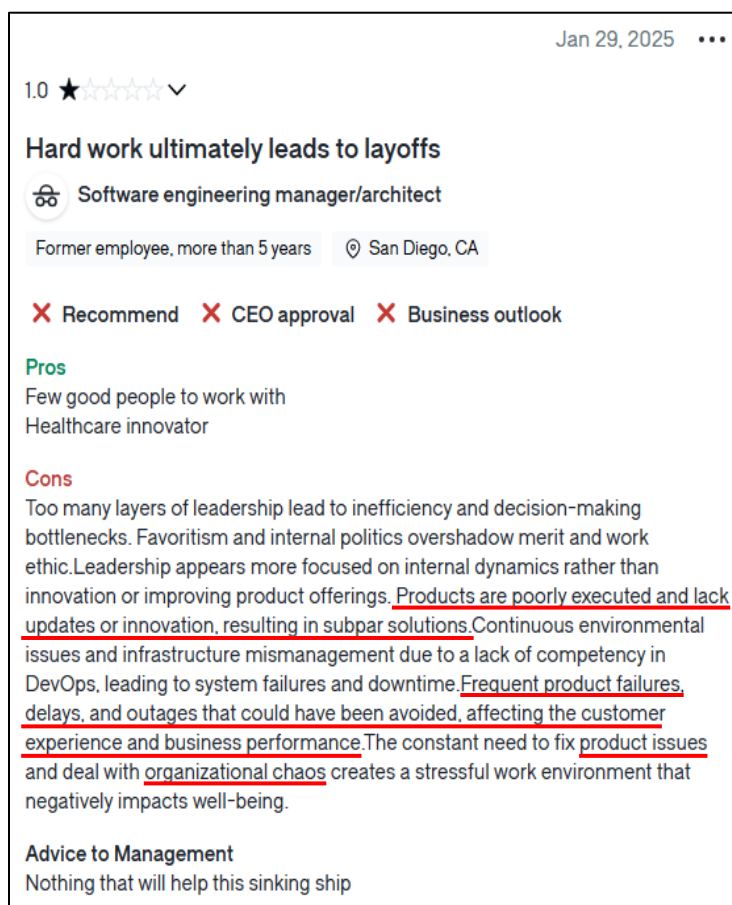 Jan 29, 2025 •••
1.0 ★☆☆☆☆
Hard work ultimately leads to layoffs
Software engineering manager/architect
Former employee, more than 5 years San Diego, CA
Recommend CEO approval Business outlook
Pros
Few good people to work with
Healthcare innovator
Cons
Too many layers of leadership lead to inefficiency and decision-making
bottlenecks. Favoritism and internal politics overshadow merit and work
ethic.Leadership appears more focused on internal dynamics rather than
innovation or improving product offerings. Products are poorly executed and lack
updates or innovation, resulting in subpar solutions.Continuous environmental
issues and infrastructure mismanagement due to a lack of competency in
DevOps, leading to system failures and downtime.Frequent product failures,
delays, and outages that could have been avoided, affecting the customer
experience and business performance.The constant need to fix product issues
and deal with organizational chaos creates a stressful work environment that
negatively impacts well-being.
Advice to Management
Nothing that will help this sinking ship